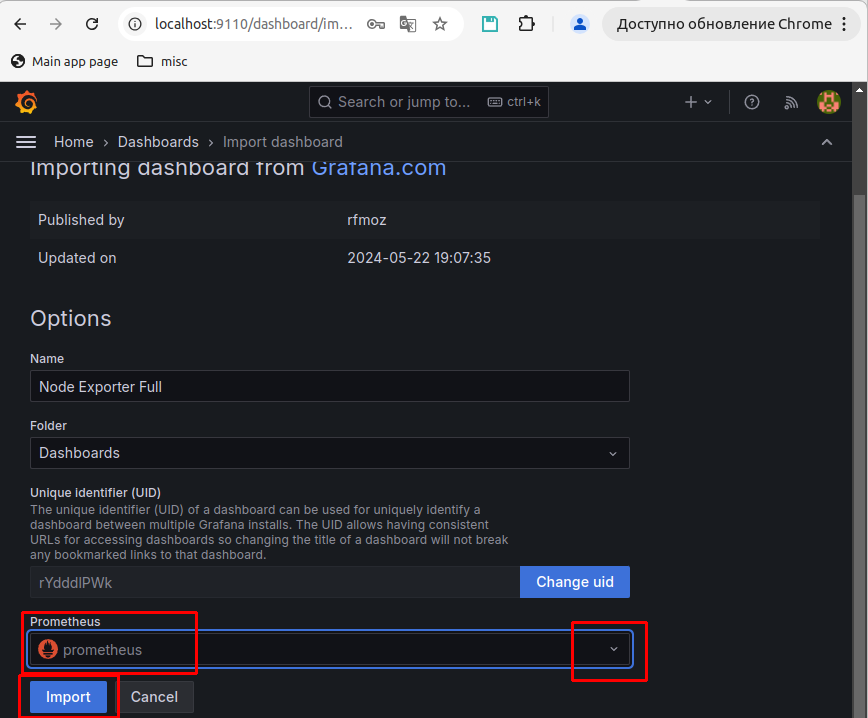 localhost:9110/dashboard/im...
Доступно обновление Chrome
Main app page
misc
Search or jump to...
ctrl+k
Home › Dashboards › Import dashboard
Importing dashboard from Grafana.com
Published by rfmoz
Updated on 2024-05-22 19:07:35
Options
Name
Node Exporter Full
Folder
Dashboards
Unique identifier (UID)
The unique identifier (UID) of a dashboard can be used for uniquely identify a
dashboard between multiple Grafana installs. The UID allows having consistent
URLs for accessing dashboards so changing the title of a dashboard will not break
any bookmarked links to that dashboard.
rYdddlPWk
Change uid
Prometheus
prometheus
Import
Cancel